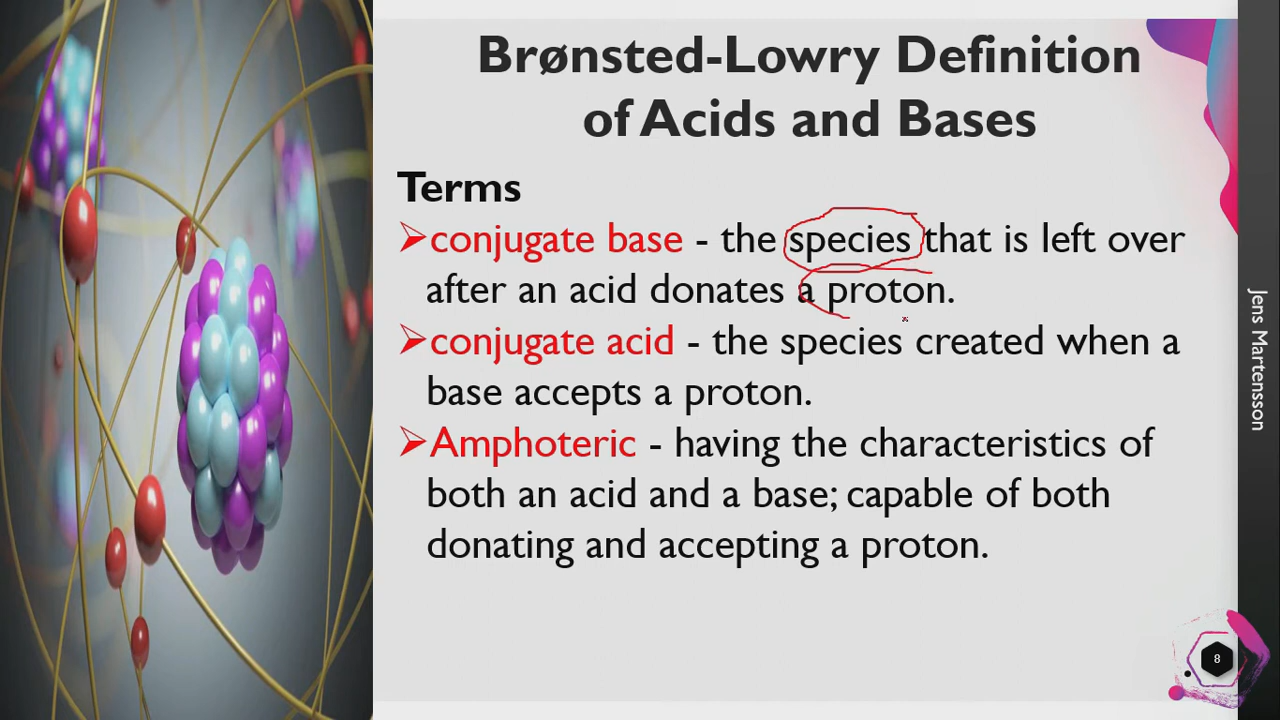 Brønsted-Lowry Definition
of Acids and Bases
Terms
➢conjugate base - the species that is left over
after an acid donates a proton.
➢conjugate acid - the species created when a
base accepts a proton.
➢Amphoteric - having the characteristics of
both an acid and a base; capable of both
donating and accepting a proton.
Jens Martensson
8